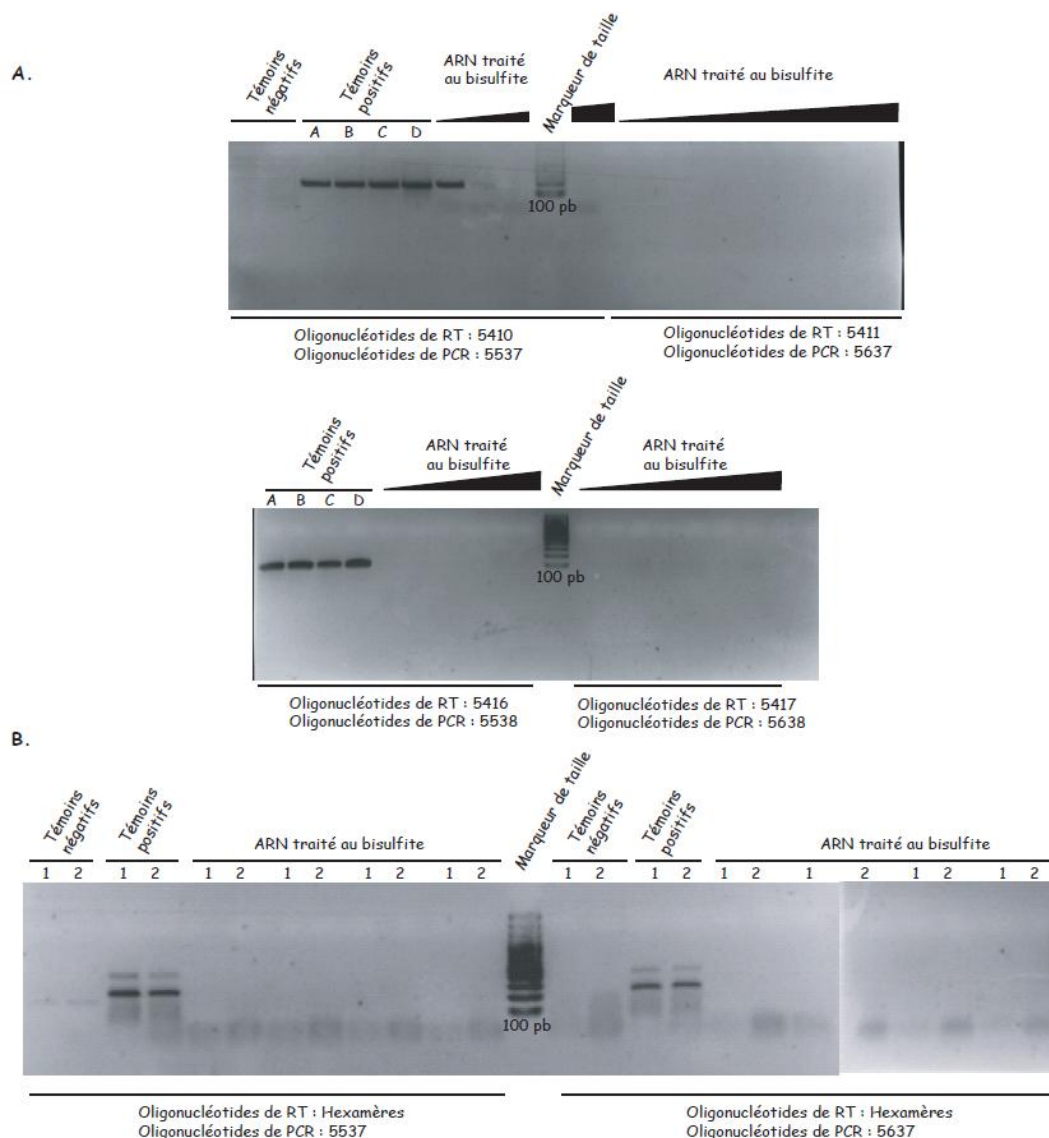 A.
Témoins
négatifs
Témoins
positifs
ARN traité
au bisulfite
Marqueur de taille
ARN traité au bisulfite
A B C D
100 pb
Oligonucléotides de RT : 5410
Oligonucléotides de PCR : 5537
Oligonucléotides de RT : 5411
Oligonucléotides de PCR : 5637
Témoins
positifs
ARN traité
au bisulfite
Marqueur de taille
ARN traité
au bisulfite
A B C D
100 pb
Oligonucléotides de RT : 5416
Oligonucléotides de PCR : 5538
Oligonucléotides de RT : 5417
Oligonucléotides de PCR : 5638
B.
Témoins
négatifs
Témoins
positifs
ARN traité au bisulfite
Marqueur de taille
Témoins
négatifs
Témoins
positifs
ARN traité au bisulfite
1 2 1 2 1 2 1 2 1 2 1 2 1 2 1 2 1 2 1 2 1 2 1 2
100 pb
Oligonucléotides de RT : Hexamères
Oligonucléotides de PCR : 5537
Oligonucléotides de RT : Hexamères
Oligonucléotides de PCR : 5637